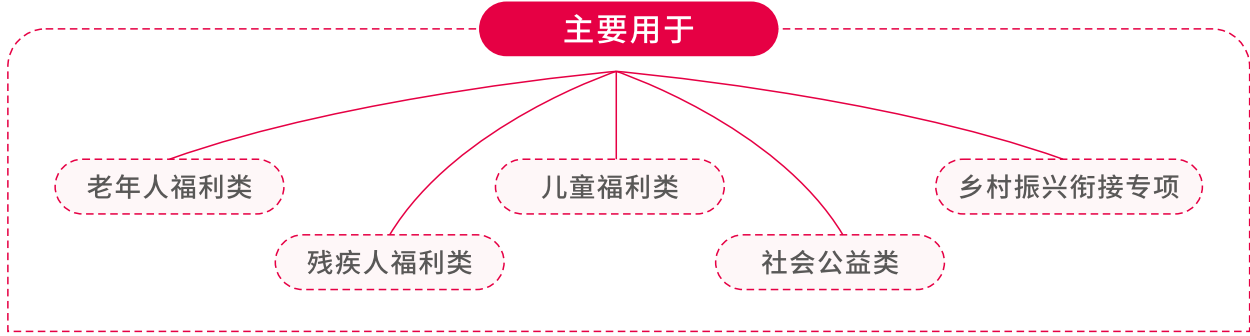 主要用于
老年人福利类
残疾人福利类
儿童福利类
社会公益类
乡村振兴衔接专项